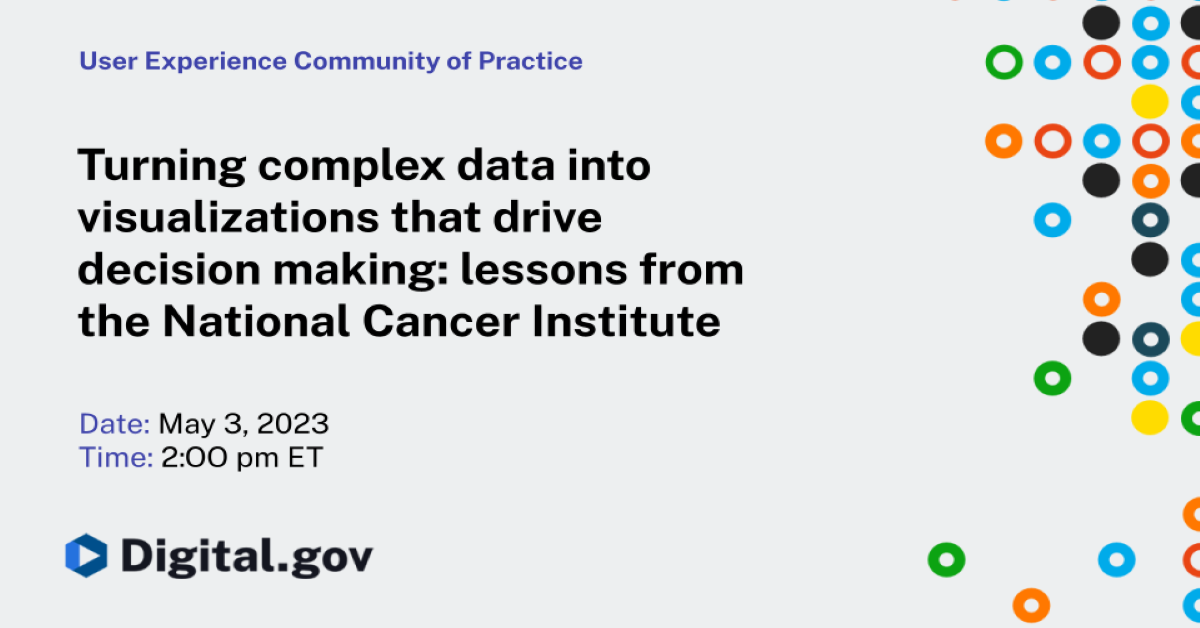 User Experience Community of Practice
Turning complex data into
visualizations that drive
decision making: lessons from
the National Cancer Institute
Date: May 3, 2023
Time: 2:00 pm ET
Digital.gov